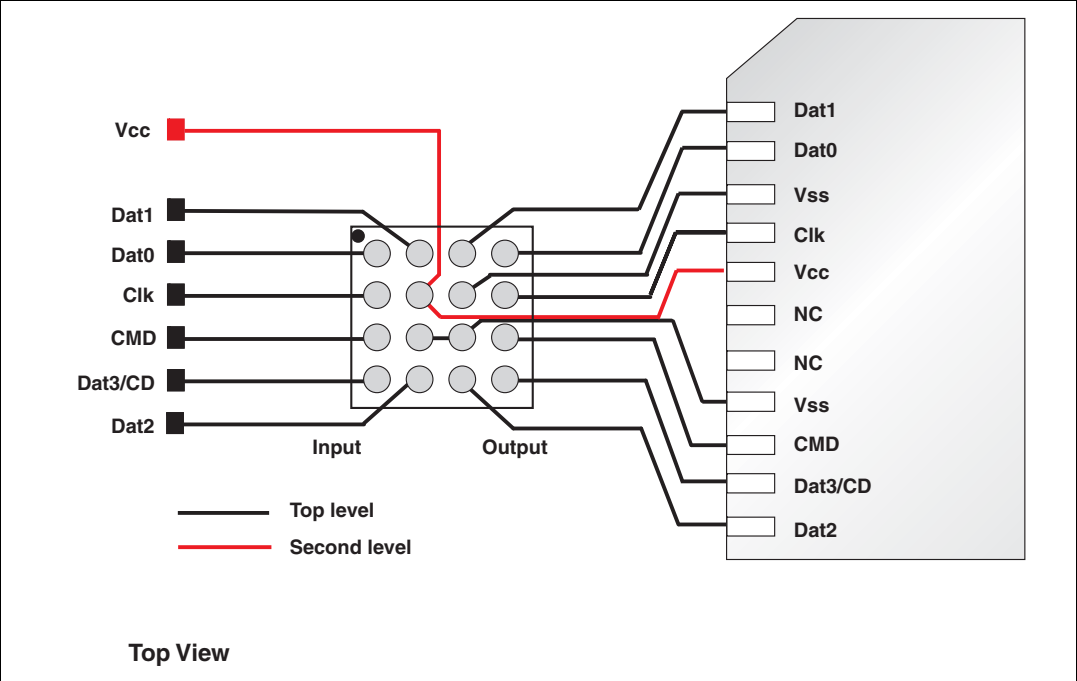 Vcc
Dat1
Dat0
Clk
CMD
Dat3/CD
Dat2
Input
Output
Dat1
Dat0
Vss
Clk
Vcc
NC
NC
Vss
CMD
Dat3/CD
Dat2
Top level
Second level
Top View